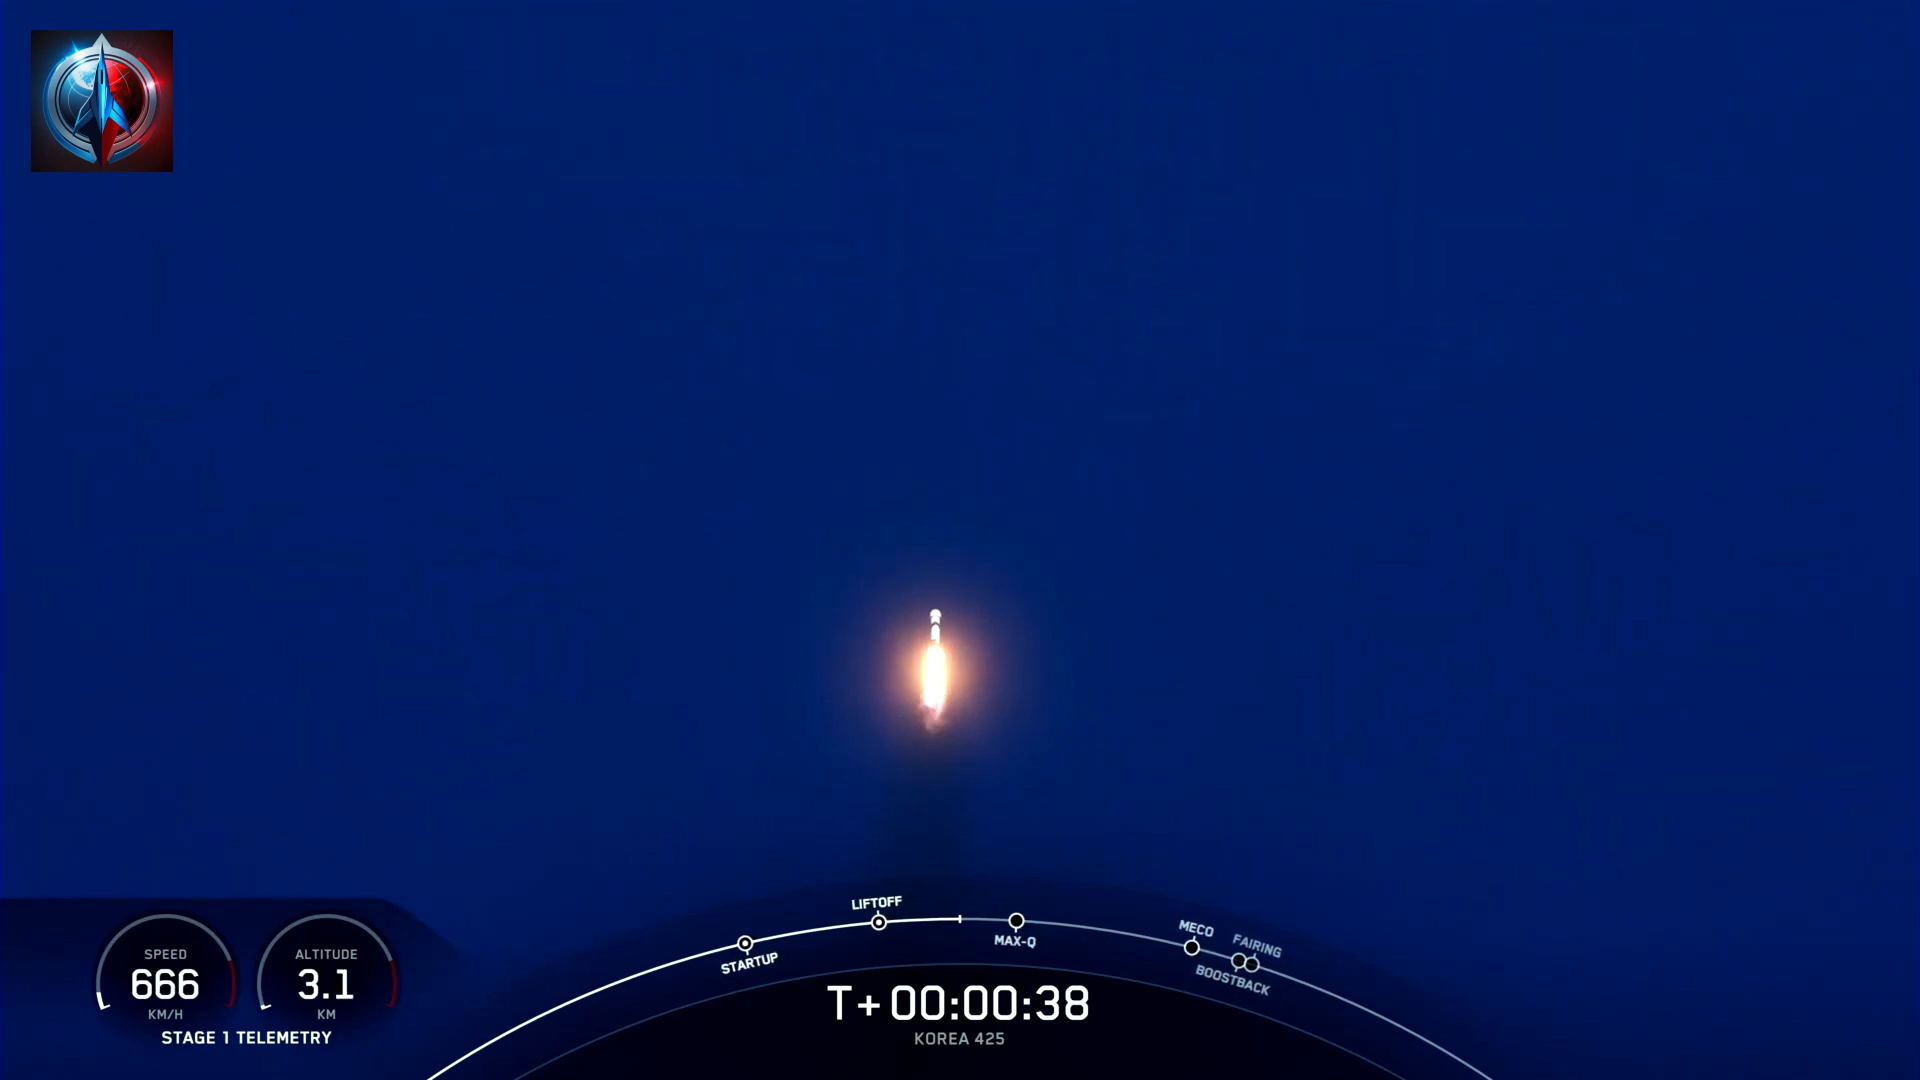 LIFTOFF
STARTUP
MAX-Q
MECO
FAIRING
BOOSTBACK
SPEED
666
KM/H
ALTITUDE
3.1
KM
STAGE 1 TELEMETRY
T+00:00:38
KOREA 425